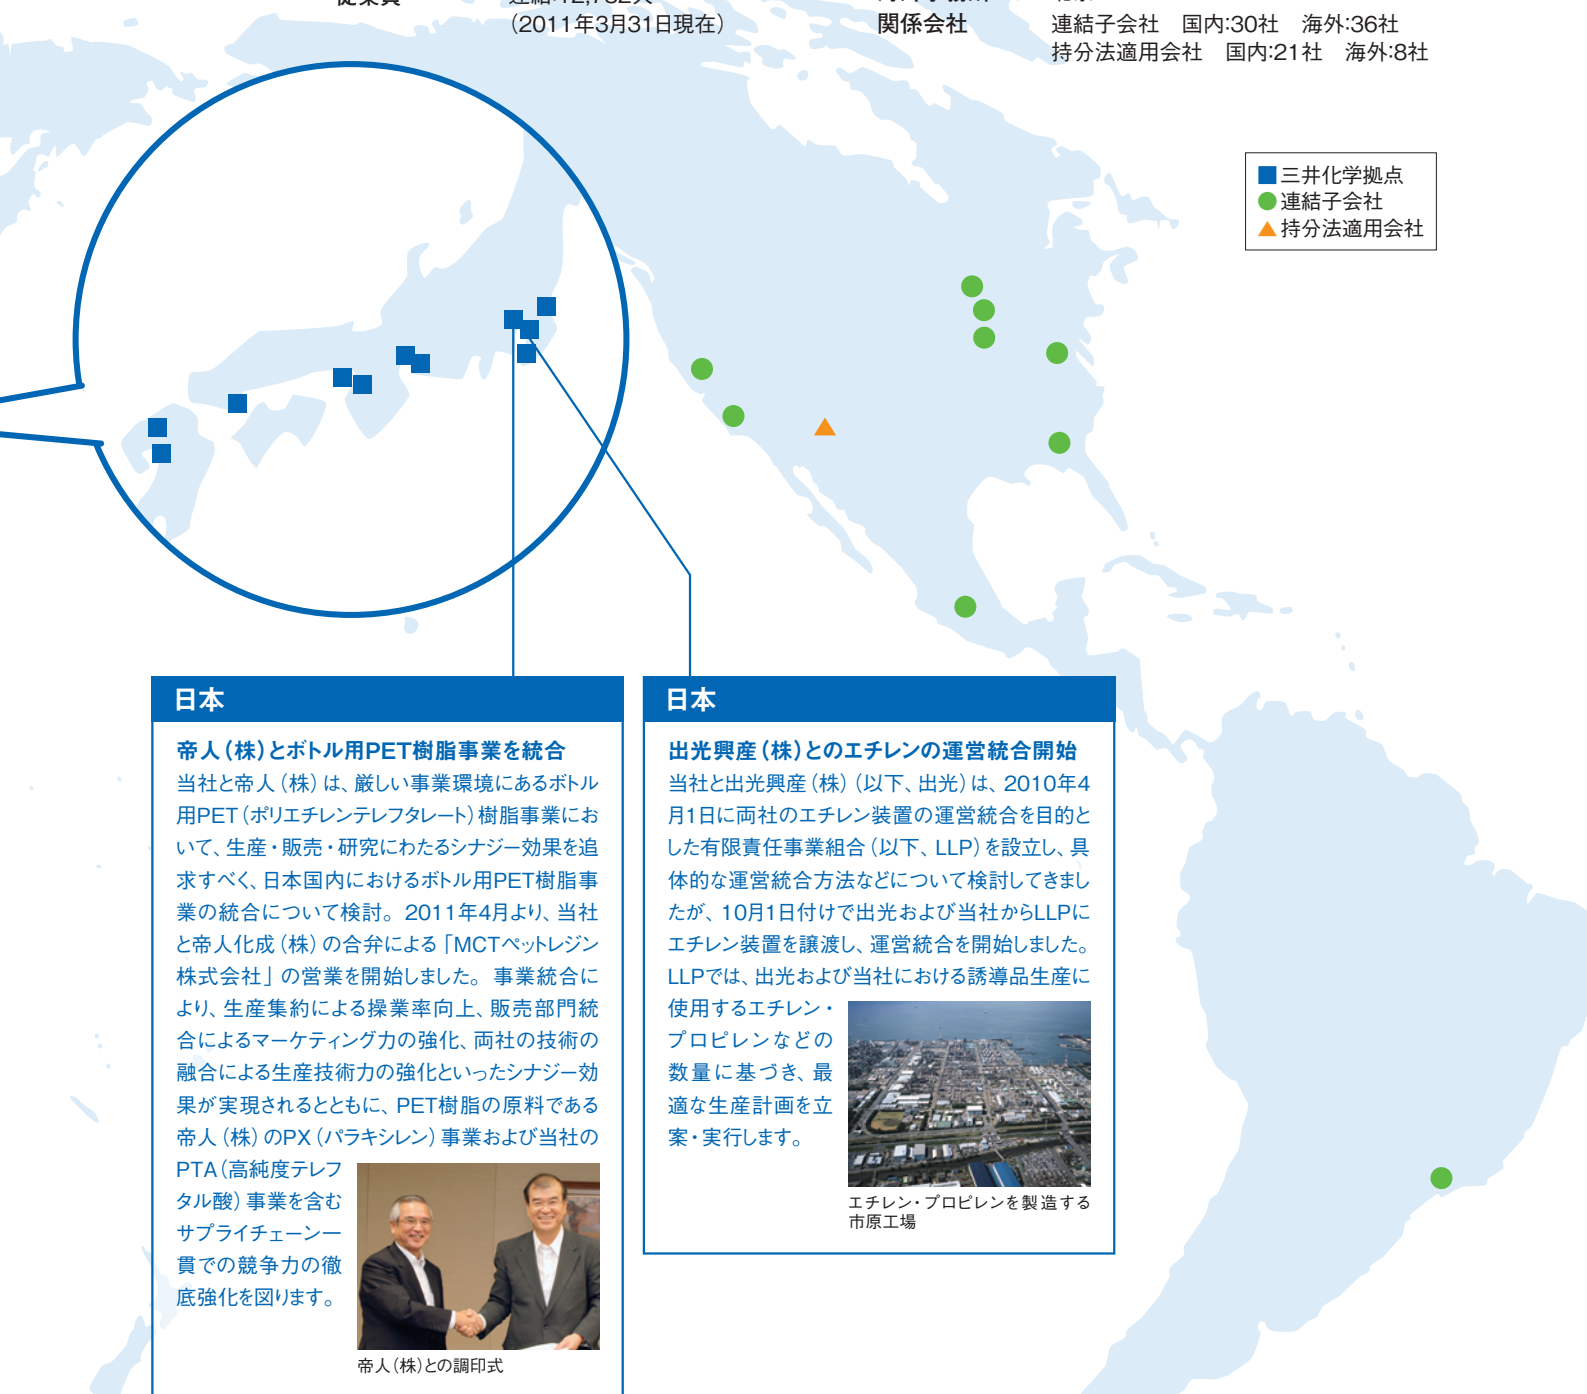 (2011年3月31日現在)
関係会社 連結子会社 国内:30社 海外:36社
持分法適用会社 国内:21社 海外:8社
三井化学拠点
連結子会社
持分法適用会社
日本
帝人(株)とボトル用PET樹脂事業を統合
当社と帝人(株)は、厳しい事業環境にあるボトル
用PET(ポリエチレンテレフタレート)樹脂事業にお
いて、生産・販売・研究にわたるシナジー効果を追
求すべく、日本国内におけるボトル用PET樹脂事
業の統合について検討。2011年4月より、当社
と帝人化成(株)の合弁による「MCTペットレジン
株式会社」の営業を開始しました。事業統合に
より、生産集約による操業率向上、販売部門統
合によるマーケティング力の強化、両社の技術の
融合による生産技術力の強化といったシナジー効
果が実現されるとともに、PET樹脂の原料である
帝人(株)のPX(パラキシレン)事業および当社の
PTA(高純度テレフ
タル酸)事業を含む
サプライチェーン一
貫での競争力の徹
底強化を図ります。
帝人(株)との調印式
日本
出光興産(株)とのエチレンの運営統合開始
当社と出光興産(株)(以下、出光)は、2010年4
月1日に両社のエチレン装置の運営統合を目的と
した有限責任事業組合(以下、LLP)を設立し、具
体的な運営統合方法などについて検討してきまし
たが、10月1日付けで出光および当社からLLPに
エチレン装置を譲渡し、運営統合を開始しました。
LLPでは、出光および当社における誘導品生産に
使用するエチレン・
プロピレンなどの
数量に基づき、最
適な生産計画を立
案・実行します。
エチレン・プロピレンを製造する
市原工場